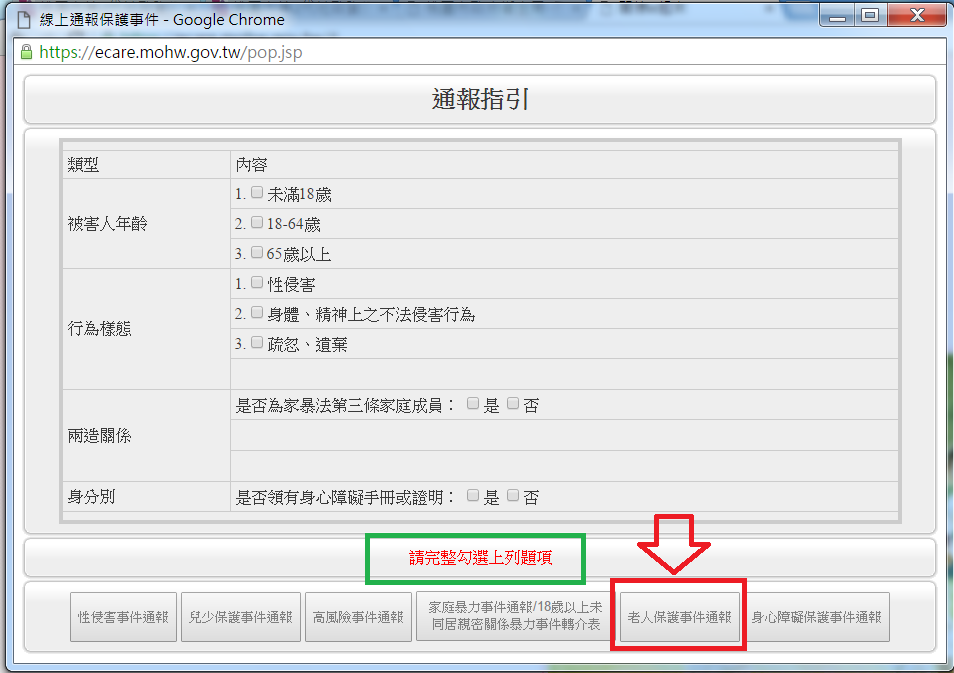 線上通報保護事件 - Google Chrome
https://ecare.mohw.gov.tw/pop.jsp
通報指引
類型 內容
被害人年齡
1. 未滿18歲
2. 18-64歲
3. 65歲以上
行為樣態
1. 性侵害
2. 身體、精神上之不法侵害行為
3. 疏忽、遺棄
兩造關係
是否為家暴法第三條家庭成員： 是 否
身分別 是否領有身心障礙手冊或證明： 是 否
請完整勾選上列題項
性侵害事件通報
兒少保護事件通報
高風險事件通報
家庭暴力事件通報/18歲以上未
同居親密關係暴力事件轉介表
老人保護事件通報
身心障礙保護事件通報